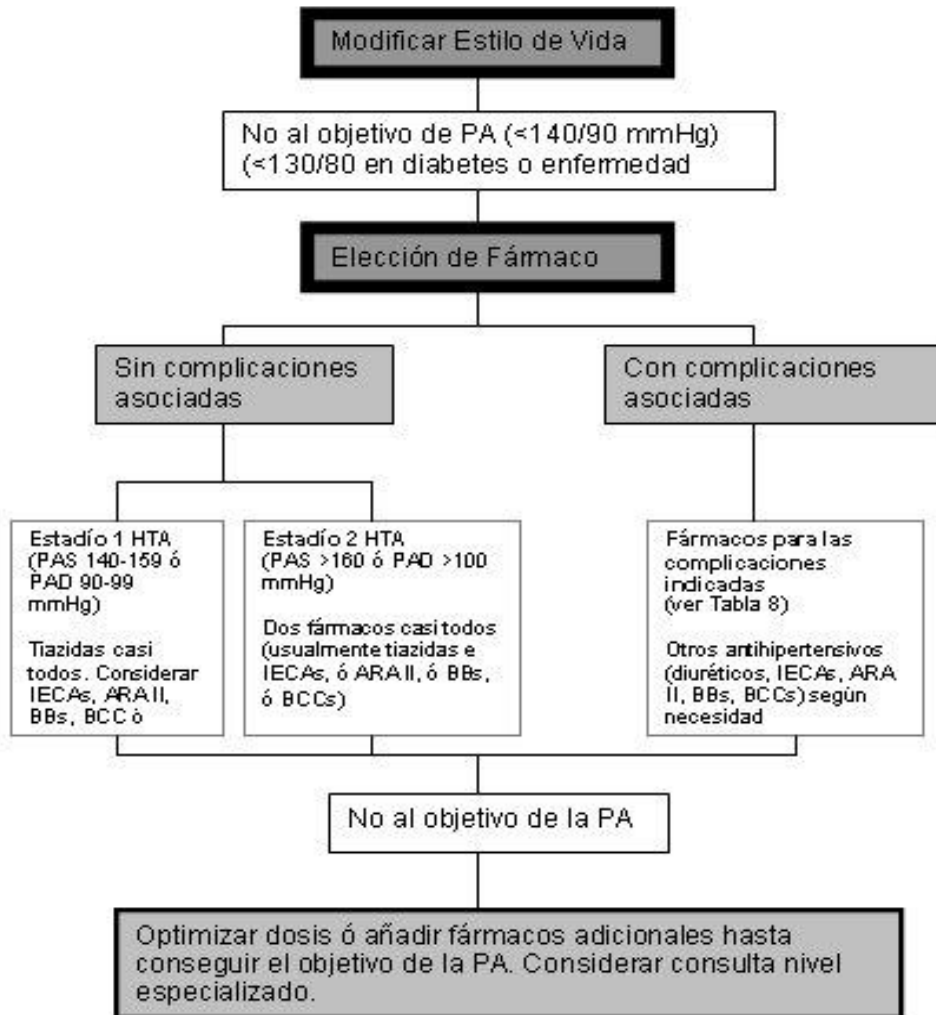 Modificar Estilo de Vida
No al objetivo de PA (<140/90 mmHg)
(<130/80 en diabetes o enfermedad
Elección de Fármaco
Sin complicaciones
asociadas
Con complicaciones
asociadas
Estadío 1 HTA
(PAS 140-159 ó
PAD 90-99
mmHg)
Tiazidas casi
todos. Considerar
IECAs, ARA II,
BBs, BCC ò
Estadío 2 HTA
(PAS >160 ó PAD >100
mmHg)
Dos fármacos casi todos
(usualmente tiazidas e
IECAs, ó ARA II, ó BBs,
ó BCCs)
Fármacos para las
complicaciones
indicadas
(ver Tabla 8)
Otros antihipertensivos
(diuréticos, IECAs, ARA
II, BBs, BCCs) según
necesidad
No al objetivo de la PA
Optimizar dosis ó añadir fármacos adicionales hasta
conseguir el objetivo de la PA. Considerar consulta nivel
especializado.